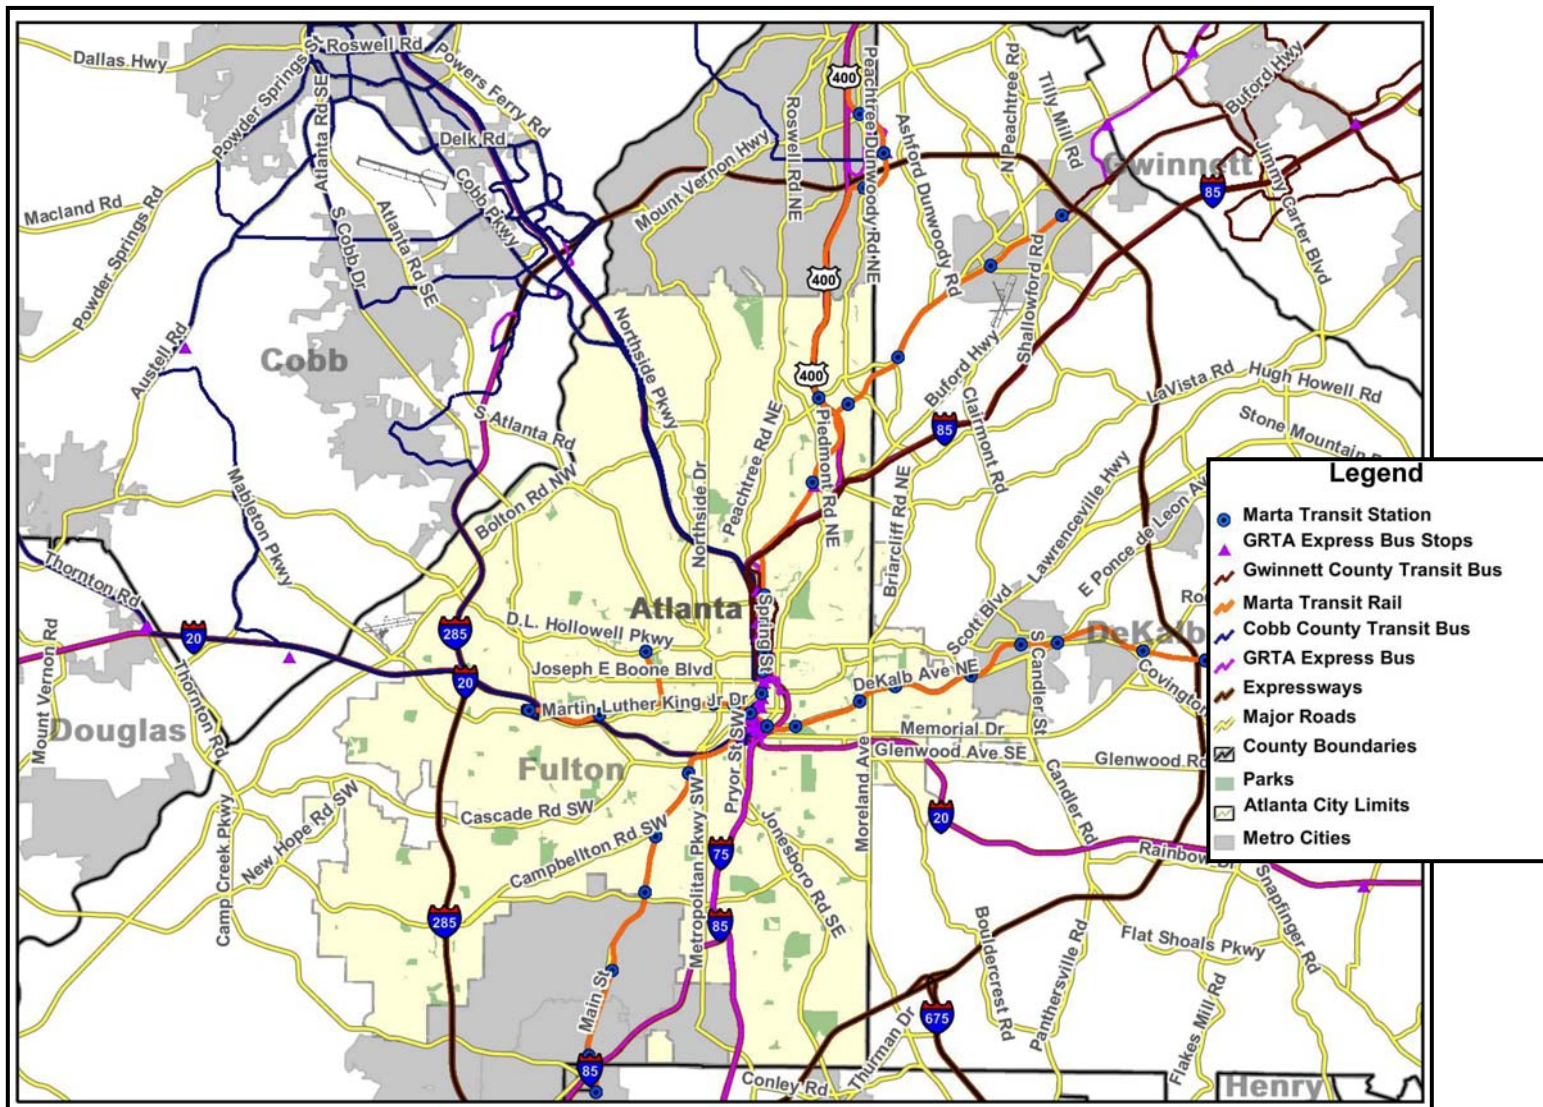 Dallas Hwy
Powder Springs St
Roswell Rd
Powers Ferry Rd
Atlanta Rd SE
Delk Rd
Cobb Pkwy
Macland Rd
Powder Springs Rd
S Cobb Dr
Atlanta Rd SE
Mount Vernon Hwy
Roswell Rd NE
400
Peachtree Dunwoody Rd NE
Ashford Dunwoody Rd
N Peachtree Rd
Tilly Mill Rd
Buford Hwy
Gwinnett
85
Jimmy Carter Blvd
400
Shallowford Rd
Austell Rd
Cobb
Northside Pkwy
400
Buford Hwy
LaVista Rd
Hugh Howell Rd
Stone Mountain
S Atlanta Rd
Bolton Rd NW
Northside Dr
Peachtree Rd NE
Piedmont Rd NE
85
Clairmont Rd
Briarcliff Rd NE
Lawrenceville Hwy
E Ponce de Leon Av
Mableton Pkwy
Thornton Rd
Mount Vernon Rd
20
285
D.L. Hollowell Pkwy
Atlanta
Spring St
Scott Blvd
S Candler St
DeKalb
Ro
Joseph E Boone Blvd
20
DeKalb Ave NE
Covington
Martin Luther King Jr Dr
Douglas
Thornton Rd
Fulton
Pryor St SW
Memorial Dr
Glenwood Ave SE
Glenwood Rd
Moreland Ave
Candler Rd
Camp Creek Pkwy
New Hope Rd SW
Cascade Rd SW
Campbellton Rd SW
Metropolitan Pkwy SW
75
Jonesboro Rd SE
20
Rainbow D
Snapfinger Rd
285
85
Bouldercrest Rd
Panthersville Rd
Flat Shoals Pkwy
Main St
675
Flakes Mill Rd
85
Conley Rd
Thurman Dr
Henry
Legend
Marta Transit Station
GRTA Express Bus Stops
Gwinnett County Transit Bus
Marta Transit Rail
Cobb County Transit Bus
GRTA Express Bus
Expressways
Major Roads
County Boundaries
Parks
Atlanta City Limits
Metro Cities